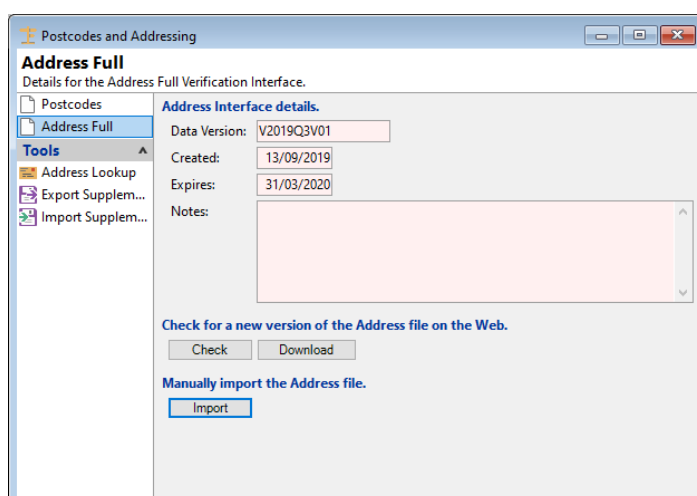 Postcodes and Addressing
Address Full
Details for the Address Full Verification Interface.
Postcodes
Address Full
Tools
Address Lookup
Export Supplem...
Import Supplem...
Address Interface details.
Data Version: V2019Q3V01
Created: 13/09/2019
Expires: 31/03/2020
Notes:
Check for a new version of the Address file on the Web.
Check Download
Manually import the Address file.
Import